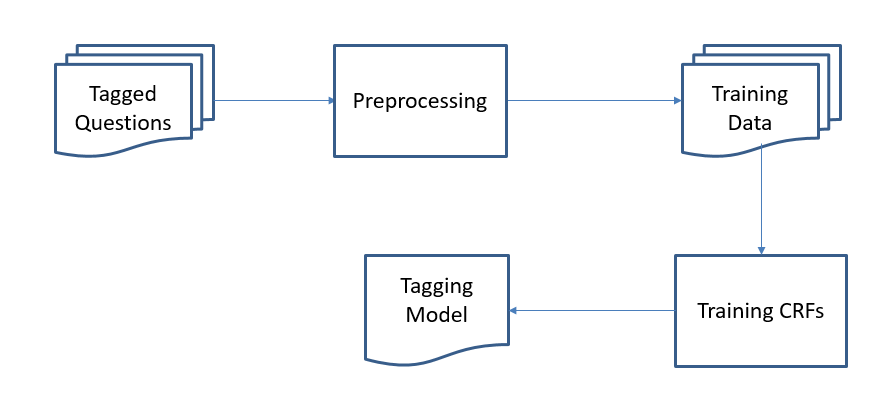 Tagged
Questions
Preprocessing
Training
Data
Tagging
Model
Training CRFs